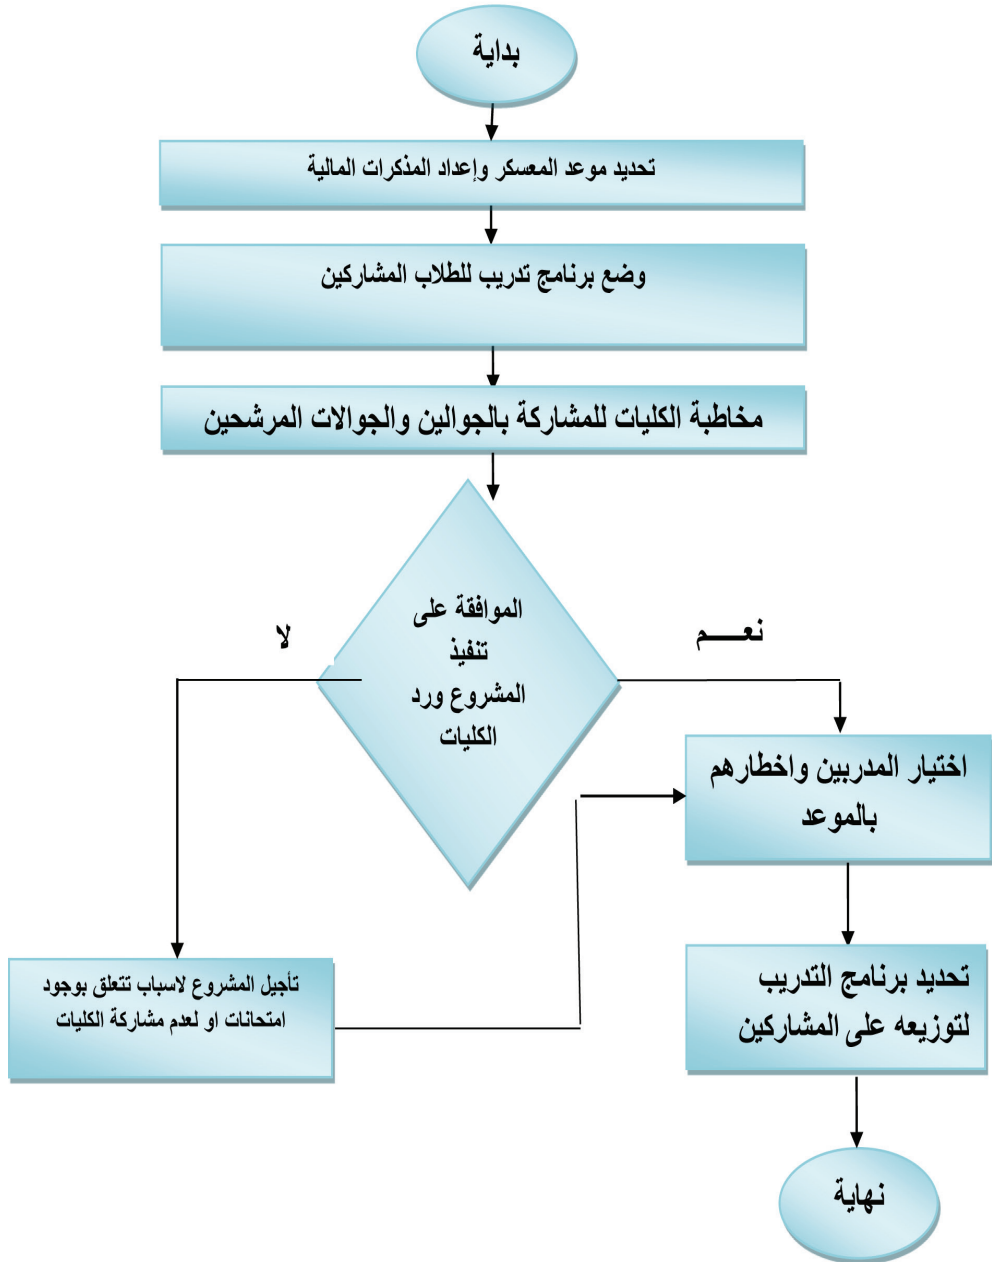 بداية
تحديد موعد المعسكر وإعداد المذكرات المالية
وضع برنامج تدريب للطلاب المشاركين
مخاطبة الكليات للمشاركة بالجوالين والجوالات المرشحين
الموافقة على
تنفيذ
المشروع ورد
الكليات
نعـــــم
لا
اختيار المدربين واخطارهم
بالموعد
تأجيل المشروع لاسباب تتعلق بوجود
امتحانات او لعدم مشاركة الكليات
تحديد برنامج التدريب
لتوزيعه على المشاركين
نهاية